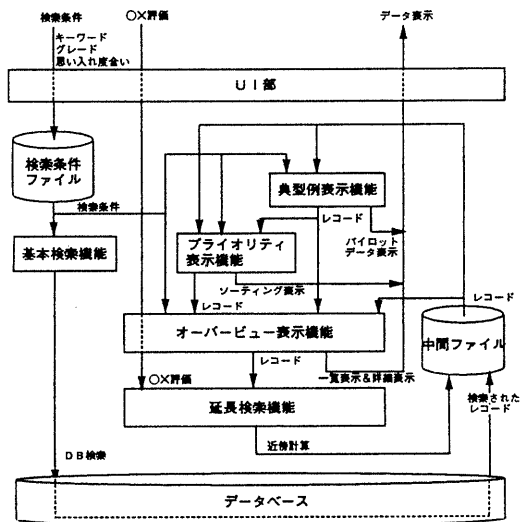 検索条件
○×評価
データ表示
キーワード
グレード
思い入れ度合い
UI部
検索条件
ファイル
検索条件
典型例表示機能
レコード
パイロット
データ表示
基本検索機能
プライオリティ
表示機能
ソーティング表示
レコード
レコード
オーバービュー表示機能
中間ファイル
レコード
一覧表示&詳細表示
○×評価
延長検索機能
検索された
レコード
近傍計算
DB検索
データベース